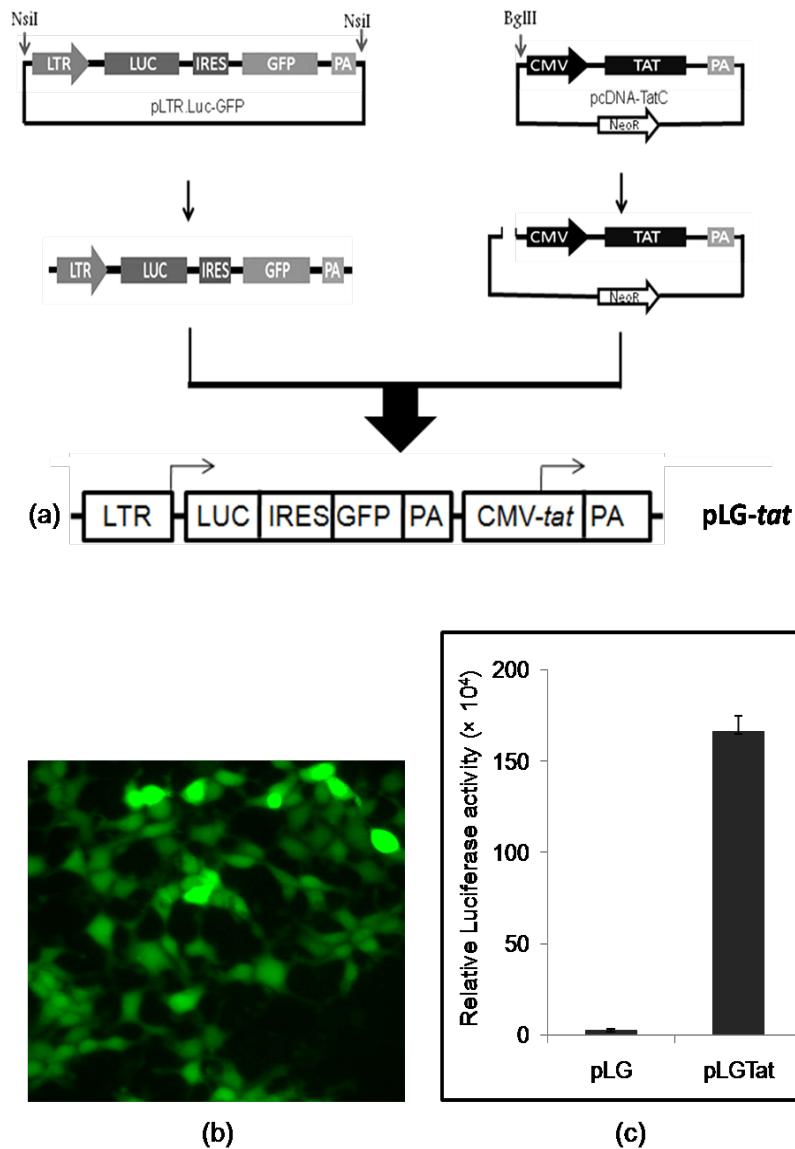 NsiI NsiI BglII
LTR LUC IRES GFP PA
pLTR.Luc-GFP
CMV TAT PA
pcDNA-TatC
NeoR
LTR LUC IRES GFP PA
CMV TAT PA
NeoR
(a) LTR LUC IRES GFP PA CMV-tat PA pLG-tat
Relative Luciferase activity (× 10⁴)
200
150
100
50
0
pLG pLGTat
(b) (c)